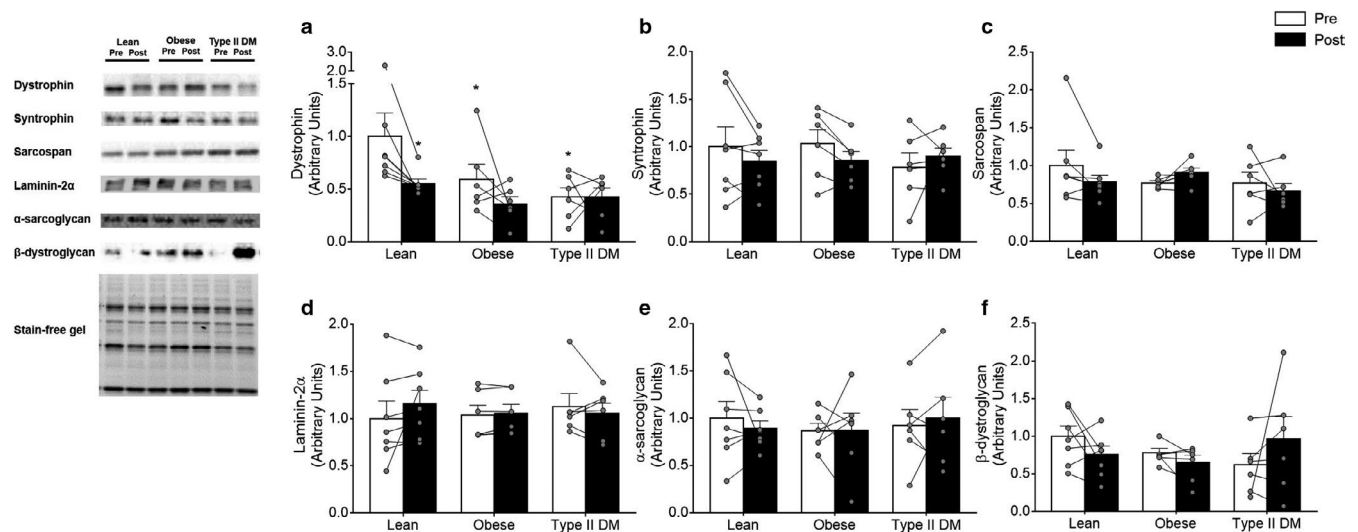 Lean Obese Type II DM
Pre Post Pre Post Pre Post
Dystrophin
Syntrophin
Sarcospan
Laminin-2α
α-sarcoglycan
β-dystroglycan
Stain-free gel
a
Dystrophin
(Arbitrary Units)
3.0
2.5
2.0
1.5
1.0
0.5
0.0
*
*
*
Lean Obese Type II DM
b
Syntrophin
(Arbitrary Units)
2.0
1.5
1.0
0.5
0.0
Lean Obese Type II DM
c
Sarcospan
(Arbitrary Units)
2.5
2.0
1.5
1.0
0.5
0.0
Lean Obese Type II DM
Pre
Post
d
Laminin-2α
(Arbitrary Units)
2.0
1.5
1.0
0.5
0.0
Lean Obese Type II DM
e
α-sarcoglycan
(Arbitrary Units)
2.0
1.5
1.0
0.5
0.0
Lean Obese Type II DM
f
β-dystroglycan
(Arbitrary Units)
2.5
2.0
1.5
1.0
0.5
0.0
Lean Obese Type II DM